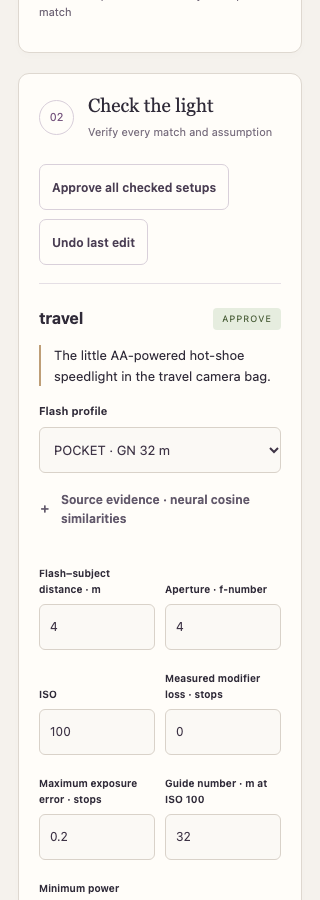 match
02
Check the light
Verify every match and assumption
Approve all checked setups
Undo last edit
travel
APPROVE
The little AA-powered hot-shoe
speedlight in the travel camera bag.
Flash profile
POCKET · GN 32 m
+ Source evidence · neural cosine
similarities
Flash–subject
distance · m
Aperture · f-number
4
4
ISO
Measured modifier
loss · stops
100
0
Maximum exposure
error · stops
Guide number · m at
ISO 100
0.2
32
Minimum power